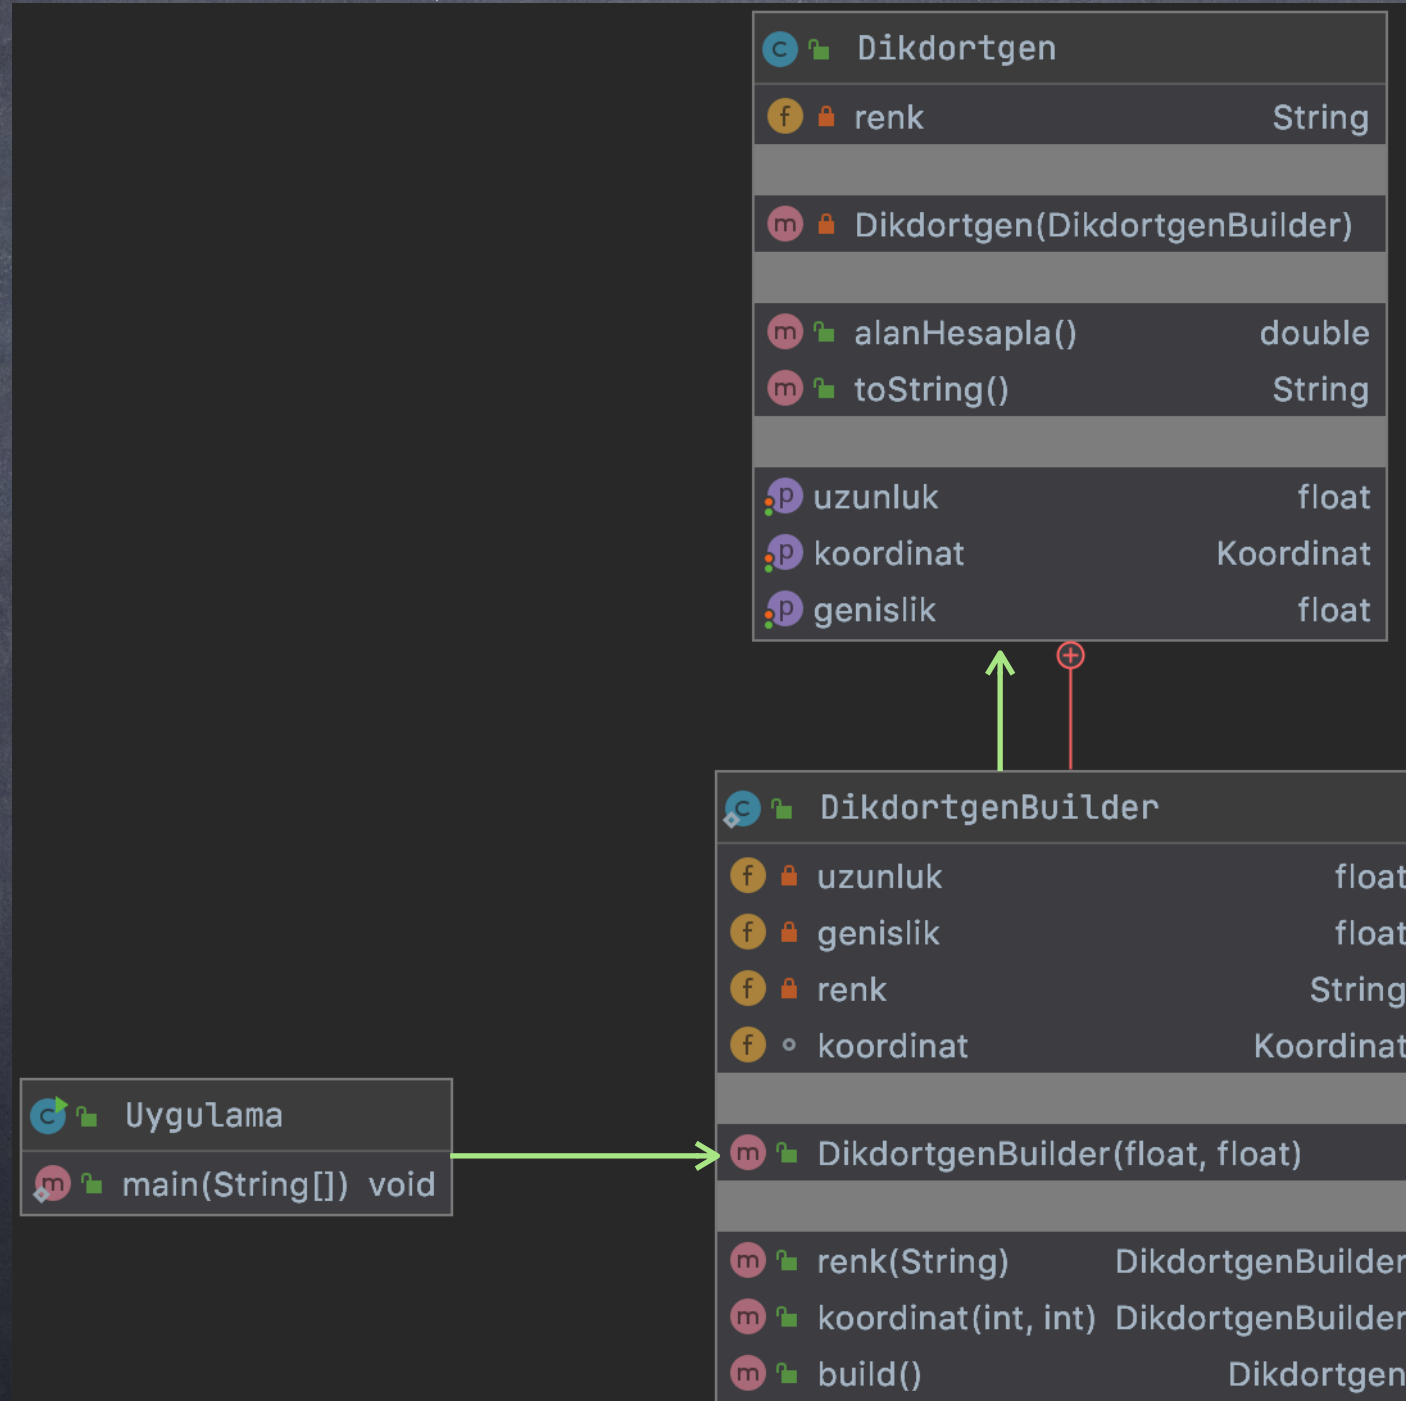 Dikdortgen
renk String
Dikdortgen(DikdortgenBuilder)
alanHesapla() double
toString() String
uzunluk float
koordinat Koordinat
genislik float
DikdortgenBuilder
uzunluk float
genislik float
renk String
koordinat Koordinat
DikdortgenBuilder(float, float)
renk(String) DikdortgenBuilder
koordinat(int, int) DikdortgenBuilder
build() Dikdortgen
Uygulama
main(String[]) void